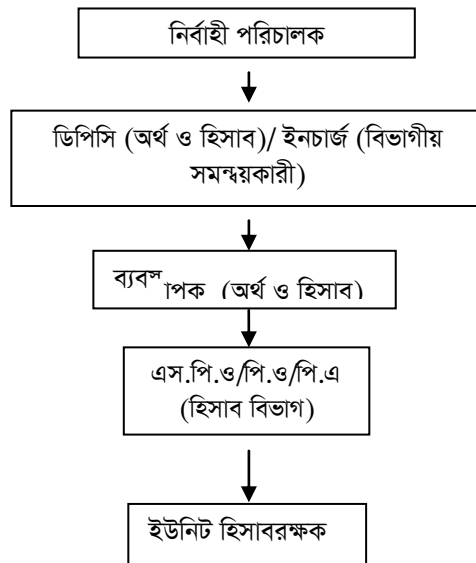 নির্বাহী পরিচালক
ডিপিসি (অর্থ ও হিসাব)/ ইনচার্জ (বিভাগীয়
সমন্বয়কারী)
ব্যবস্থাপক (অর্থ ও হিসাব)
এস.পি.ও/পি.ও/পি.এ
(হিসাব বিভাগ)
ইউনিট হিসাবরক্ষক